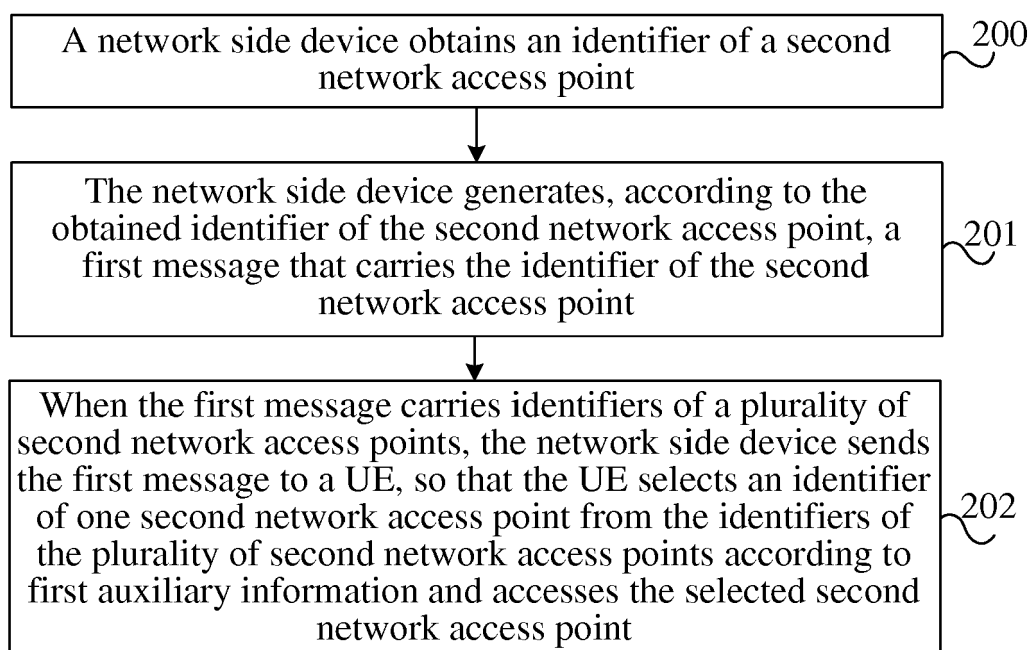 A network side device obtains an identifier of a second
network access point
200
The network side device generates, according to the
obtained identifier of the second network access point, a
first message that carries the identifier of the second
network access point
201
When the first message carries identifiers of a plurality of
second network access points, the network side device sends
the first message to a UE, so that the UE selects an identifier
of one second network access point from the identifiers of
the plurality of second network access points according to
first auxiliary information and accesses the selected second
network access point
202